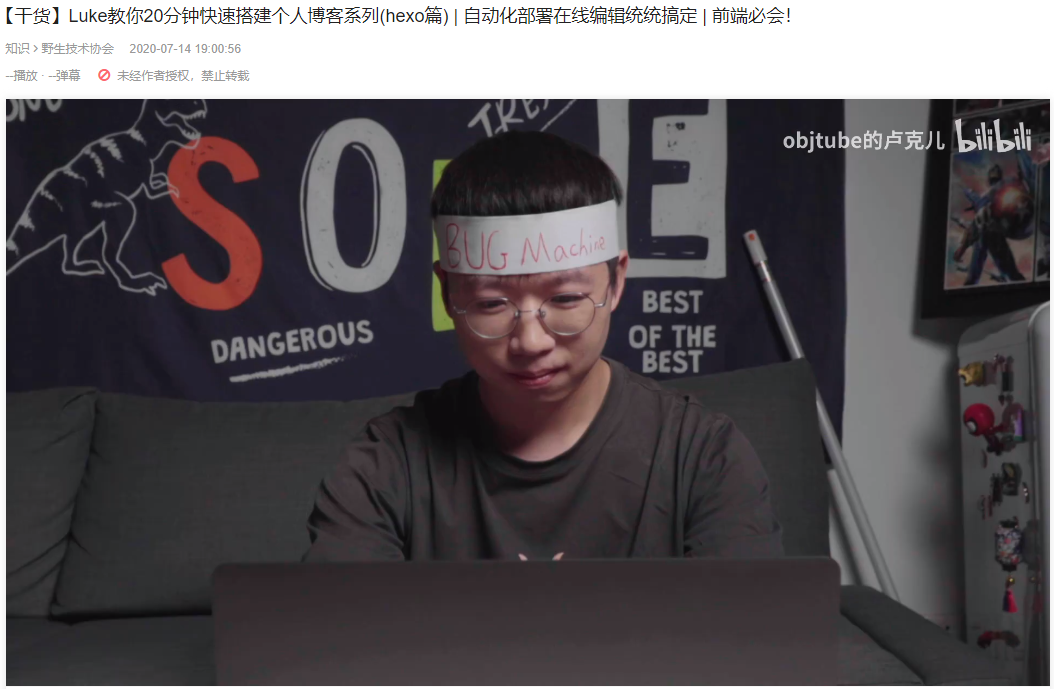 【干货】Luke教你20分钟快速搭建个人博客系列(hexo篇) | 自动化部署在线编辑统统搞定 | 前端必会!
知识 > 野生技术协会 2020-07-14 19:00:56
--播放 · --弹幕 未经作者授权，禁止转载
objtube的卢克儿 bilibili
SO
E
BUG Machine
DANGEROUS
BEST
OF THE
BEST